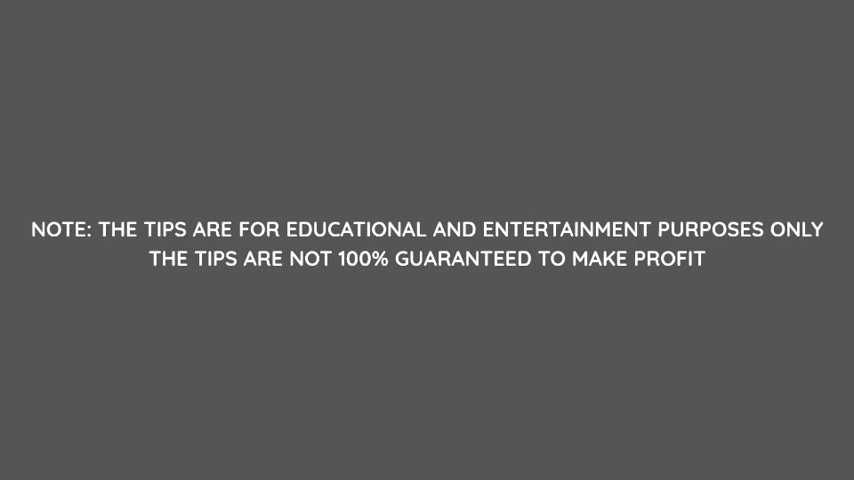 NOTE: THE TIPS ARE FOR EDUCATIONAL AND ENTERTAINMENT PURPOSES ONLY
THE TIPS ARE NOT 100% GUARANTEED TO MAKE PROFIT